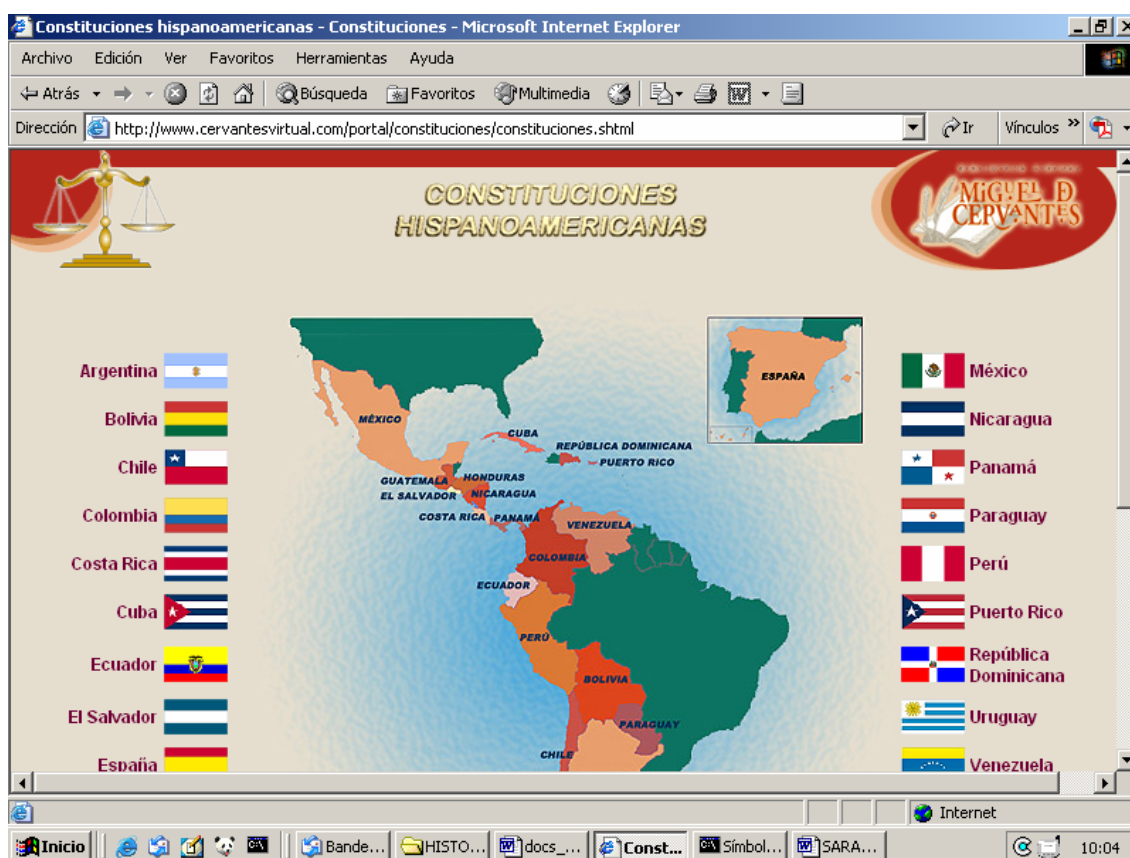 Constituciones hispanoamericanas - Constituciones - Microsoft Internet Explorer
Archivo Edición Ver Favoritos Herramientas Ayuda
Atrás Búsqueda Favoritos Multimedia
Dirección http://www.cervantesvirtual.com/portal/constituciones/constituciones.shtml Ir Vínculos »
CONSTITUCIONES
HISPANOAMERICANAS
MIGUEL D
CERVANTES
Argentina
Bolivia
Chile
Colombia
Costa Rica
Cuba
Ecuador
El Salvador
España
MÉXICO
CUBA
REPÚBLICA DOMINICANA
PUERTO RICO
GUATEMALA
HONDURAS
EL SALVADOR
NICARAGUA
COSTA RICA
PANAMÁ
VENEZUELA
COLOMBIA
ECUADOR
PERÚ
BOLIVIA
PARAGUAY
CHILE
ESPAÑA
México
Nicaragua
Panamá
Paraguay
Perú
Puerto Rico
República
Dominicana
Uruguay
Venezuela
Internet
Inicio Bande... HISTO... docs_... Const... Símbol... SARA... 10:04